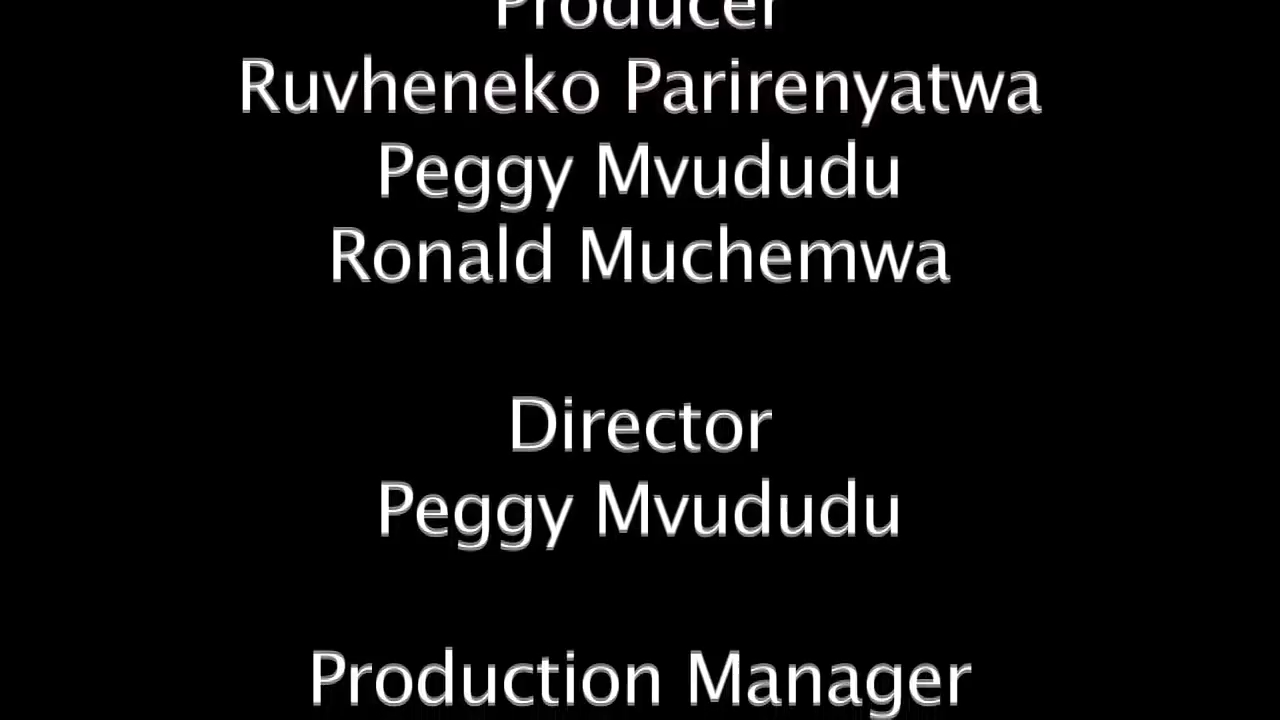 Producer
Ruvheneko Parirenyatwa
Peggy Mvududu
Ronald Muchemwa
Director
Peggy Mvududu
Production Manager